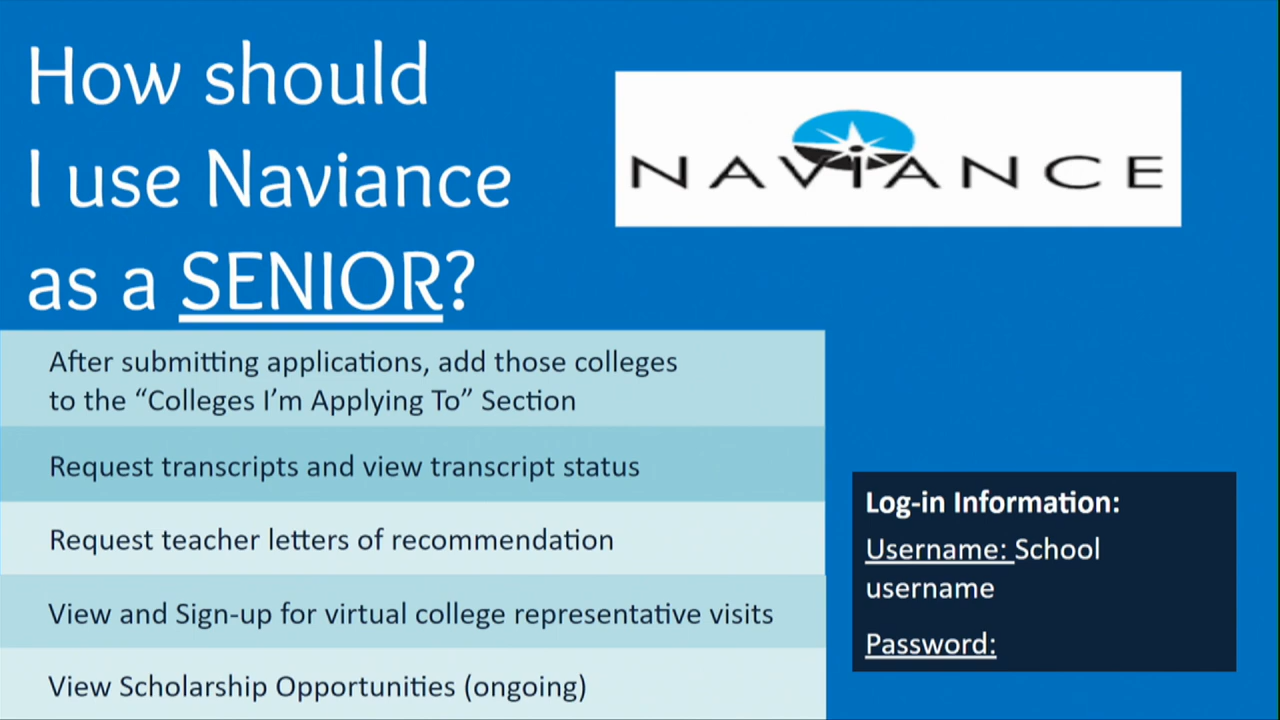 How should
I use Naviance
as a SENIOR?
NAVIANCE
After submitting applications, add those colleges
to the “Colleges I’m Applying To” Section
Request transcripts and view transcript status
Request teacher letters of recommendation
View and Sign-up for virtual college representative visits
View Scholarship Opportunities (ongoing)
Log-in Information:
Username: School
username
Password: